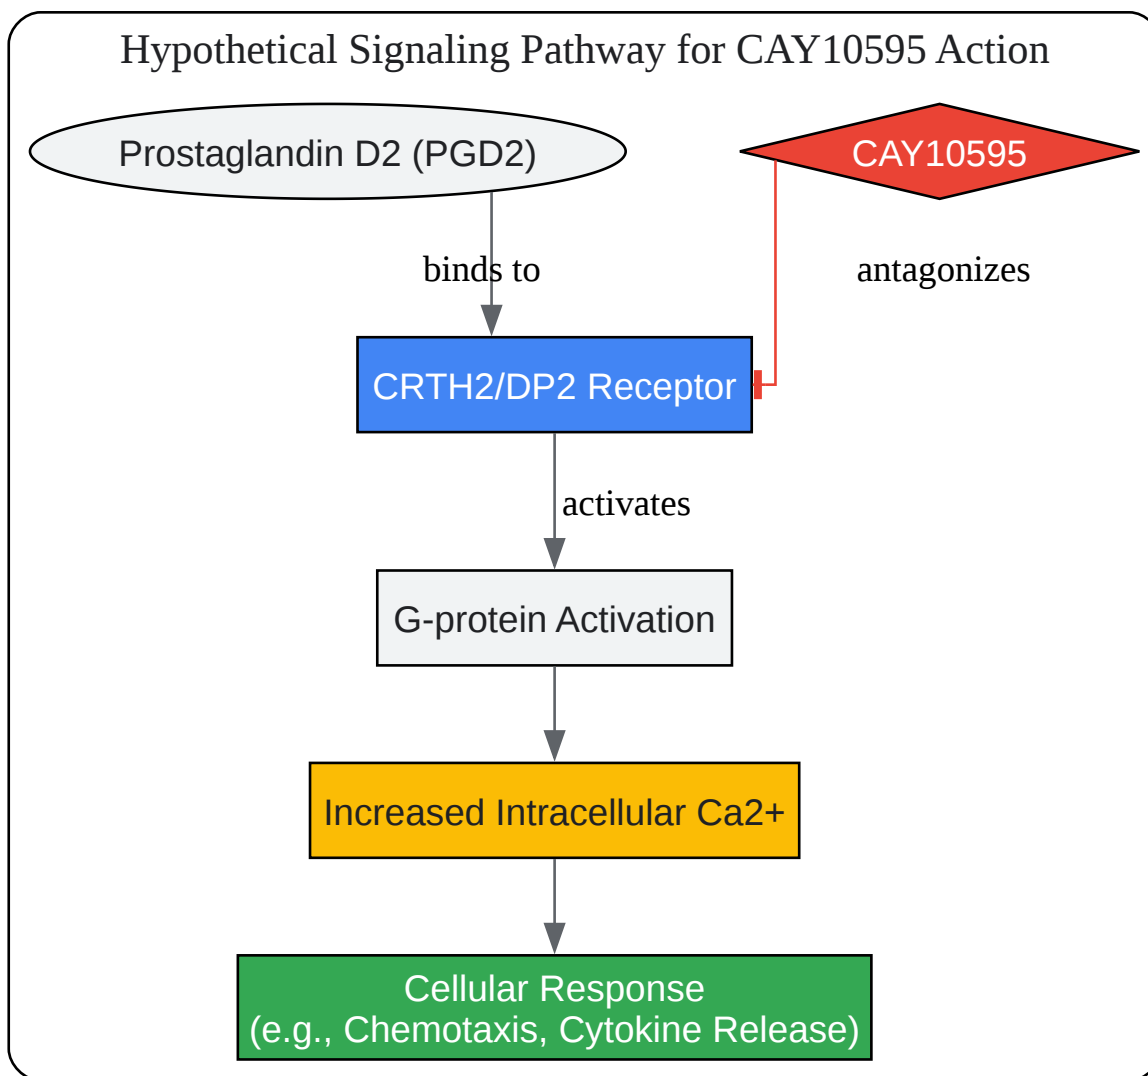 Hypothetical Signaling Pathway for CAY10595 Action
Prostaglandin D2 (PGD2)
CAY10595
binds to
antagonizes
CRTH2/DP2 Receptor
activates
G-protein Activation
Increased Intracellular Ca2+
Cellular Response
(e.g., Chemotaxis, Cytokine Release)